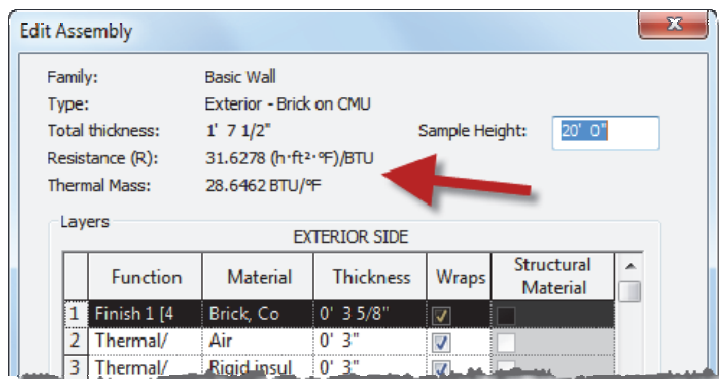 Edit Assembly
Family: Basic Wall
Type: Exterior - Brick on CMU
Total thickness: 1' 7 1/2" Sample Height: 20' 0"
Resistance (R): 31.6278 (h·ft²·°F)/BTU
Thermal Mass: 28.6462 BTU/°F
Layers
EXTERIOR SIDE
Function Material Thickness Wraps Structural Material
1 Finish 1 [4 Brick, Co 0' 3 5/8"
2 Thermal/ Air 0' 3"
3 Thermal/ Rigid insul 0' 3"